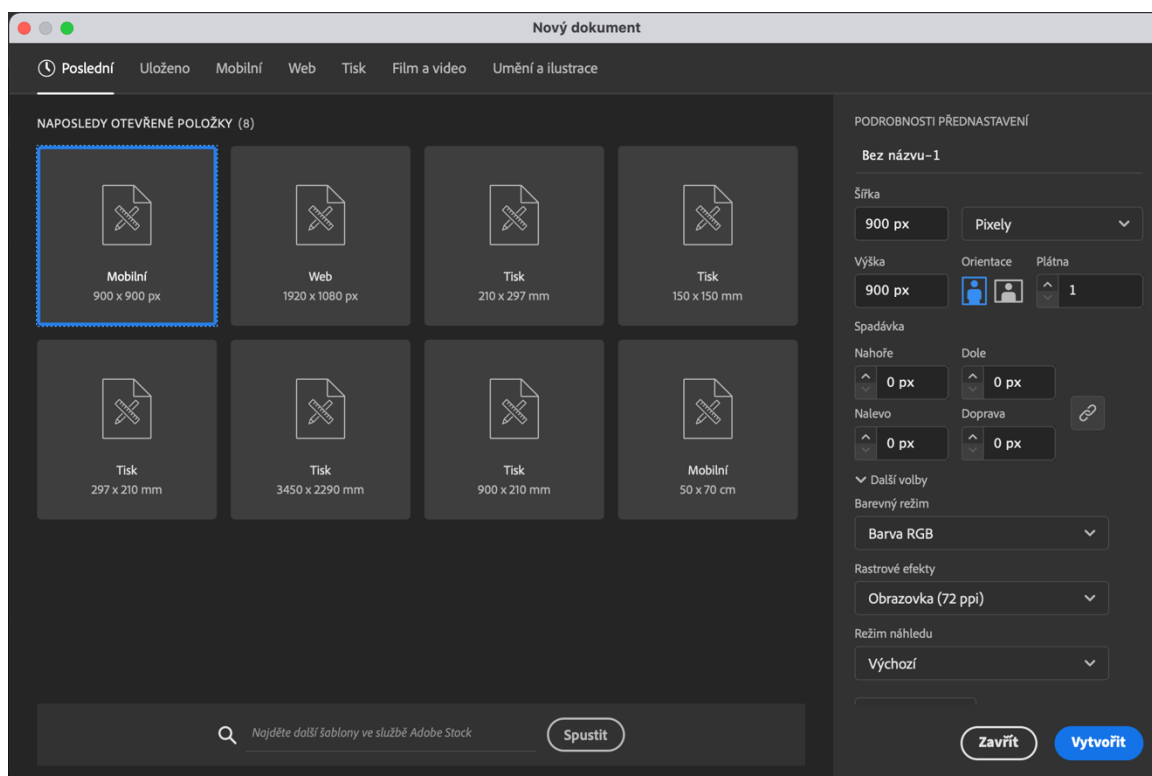 Nový dokument
Poslední Uloženo Mobilní Web Tisk Film a video Umění a ilustrace
NAPOSLEDY OTEVŘENÉ POLOŽKY (8)
Mobilní
900 x 900 px
Web
1920 x 1080 px
Tisk
210 x 297 mm
Tisk
150 x 150 mm
Tisk
297 x 210 mm
Tisk
3450 x 2290 mm
Tisk
900 x 210 mm
Mobilní
50 x 70 cm
Najděte další šablony ve službě Adobe Stock
Spustit
PODROBNOSTI PŘEDNASTAVENÍ
Bez názvu-1
Šířka
900 px Pixely
Výška Orientace Plátna
900 px 1
Spadávka
Nahoře Dole
0 px 0 px
Nalevo Doprava
0 px 0 px
Další volby
Barevný režim
Barva RGB
Rastrové efekty
Obrazovka (72 ppi)
Režim náhledu
Výchozí
Zavřít Vytvořit